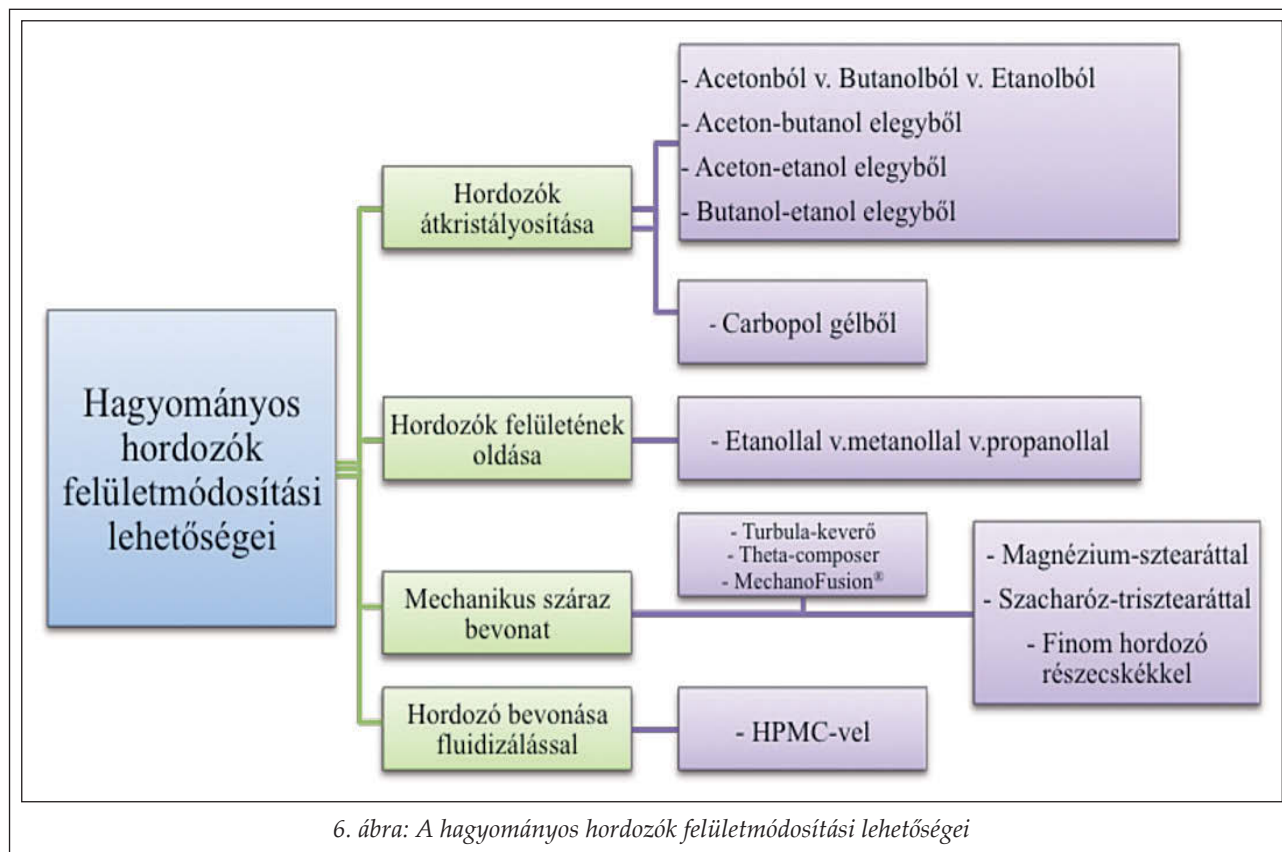 Hagyományos
hordozók
felületmódosítási
lehetőségei
Hordozók
átkristályosítása
- Acetonból v. Butanolból v. Etanolból
- Aceton-butanol elegyből
- Aceton-etanol elegyből
- Butanol-etanol elegyből
- Carbopol gélből
Hordozók felületének
oldása
- Etanollal v.metanollal v.propanollal
Mechanikus száraz
bevonat
- Turbula-keverő
- Theta-composer
- MechanoFusion®
- Magnézium-sztearáttal
- Szacharóz-trisztearáttal
- Finom hordozó
részecskékkel
Hordozó bevonása
fluidizálással
- HPMC-vel
6. ábra: A hagyományos hordozók felületmódosítási lehetőségei